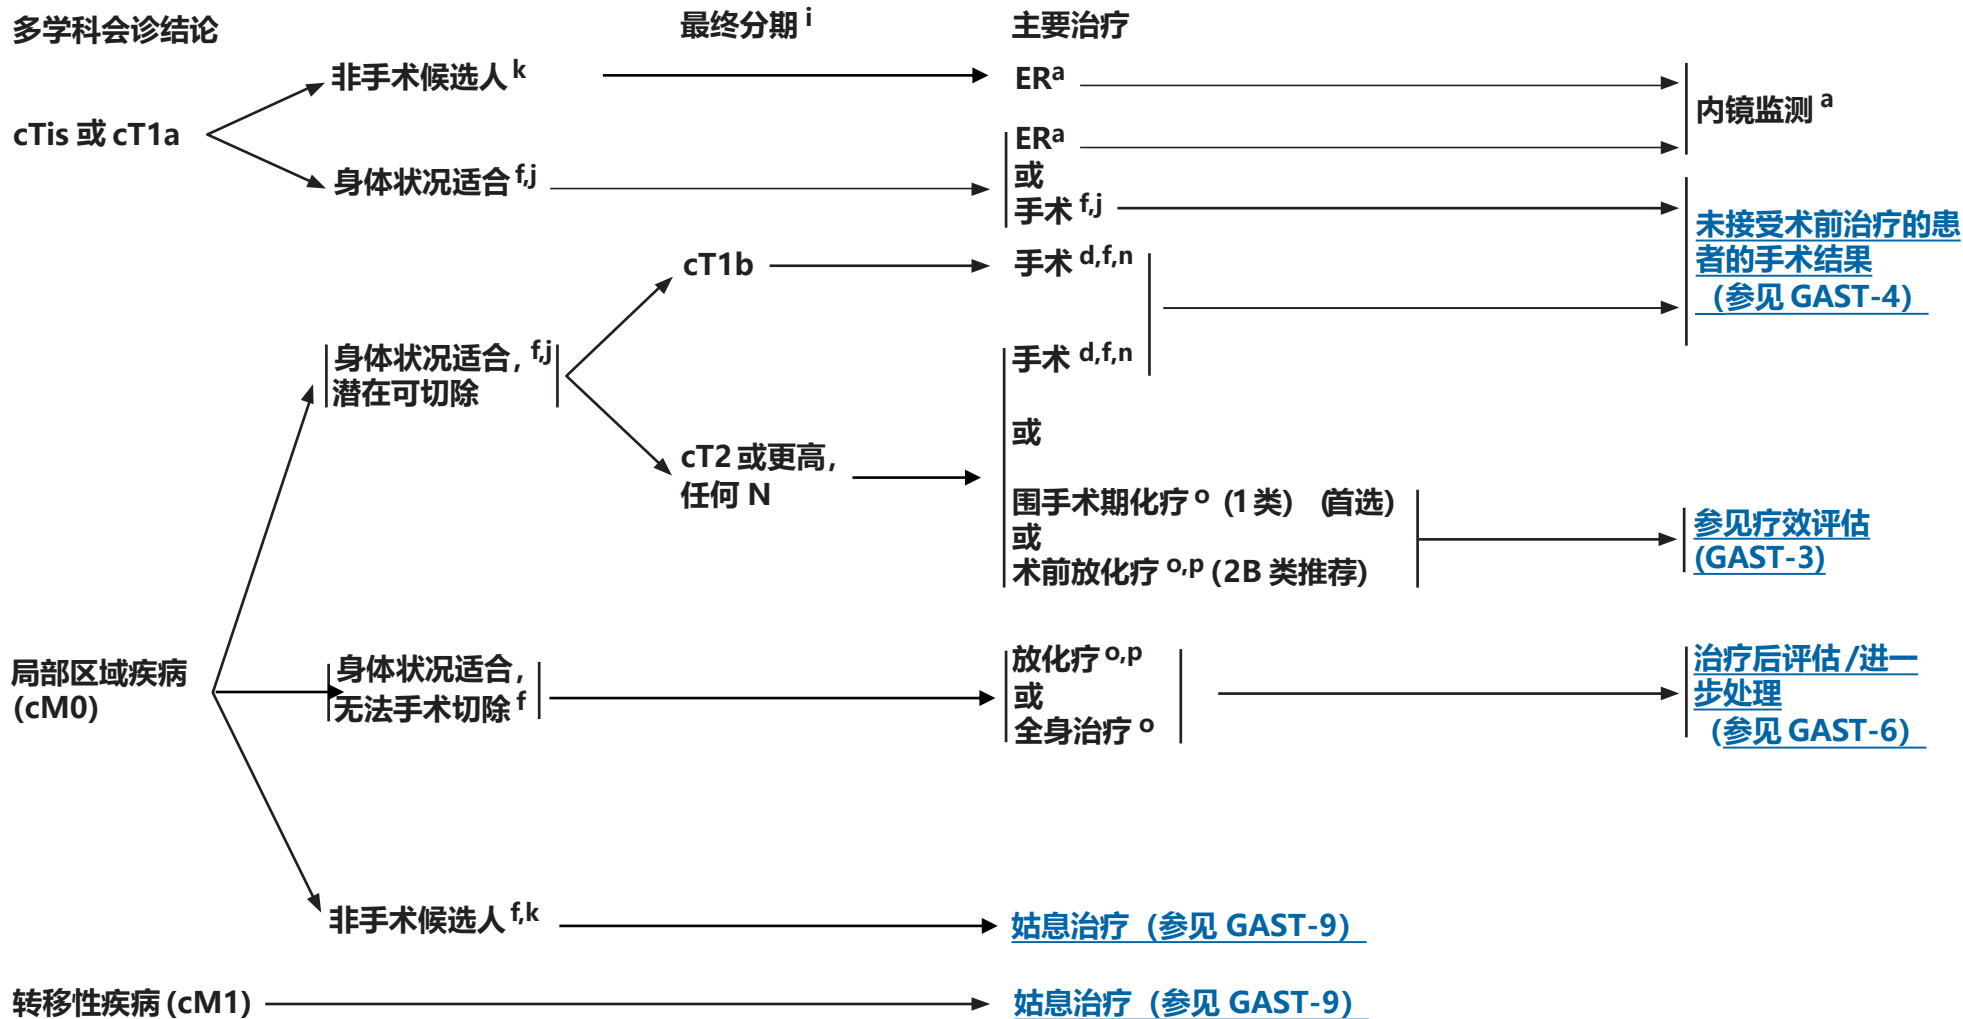 多学科会诊结论
最终分期 i
主要治疗
非手术候选人 k
ERa
内镜监测 a
cTis 或 cT1a
ERa
或
手术 f,j
身体状况适合 f,j
未接受术前治疗的患
者的手术结果
(参见 GAST-4)
cT1b
手术 d,f,n
身体状况适合, f,j
潜在可切除
手术 d,f,n
或
cT2 或更高,
任何 N
围手术期化疗 o (1 类) (首选)
或
术前放化疗 o,p (2B 类推荐)
参见疗效评估
(GAST-3)
局部区域疾病
(cM0)
身体状况适合,
无法手术切除 f
放化疗 o,p
或
全身治疗 o
治疗后评估 /进一
步处理
(参见 GAST-6)
非手术候选人 f,k
姑息治疗 (参见 GAST-9)
转移性疾病 (cM1)
姑息治疗 (参见 GAST-9)